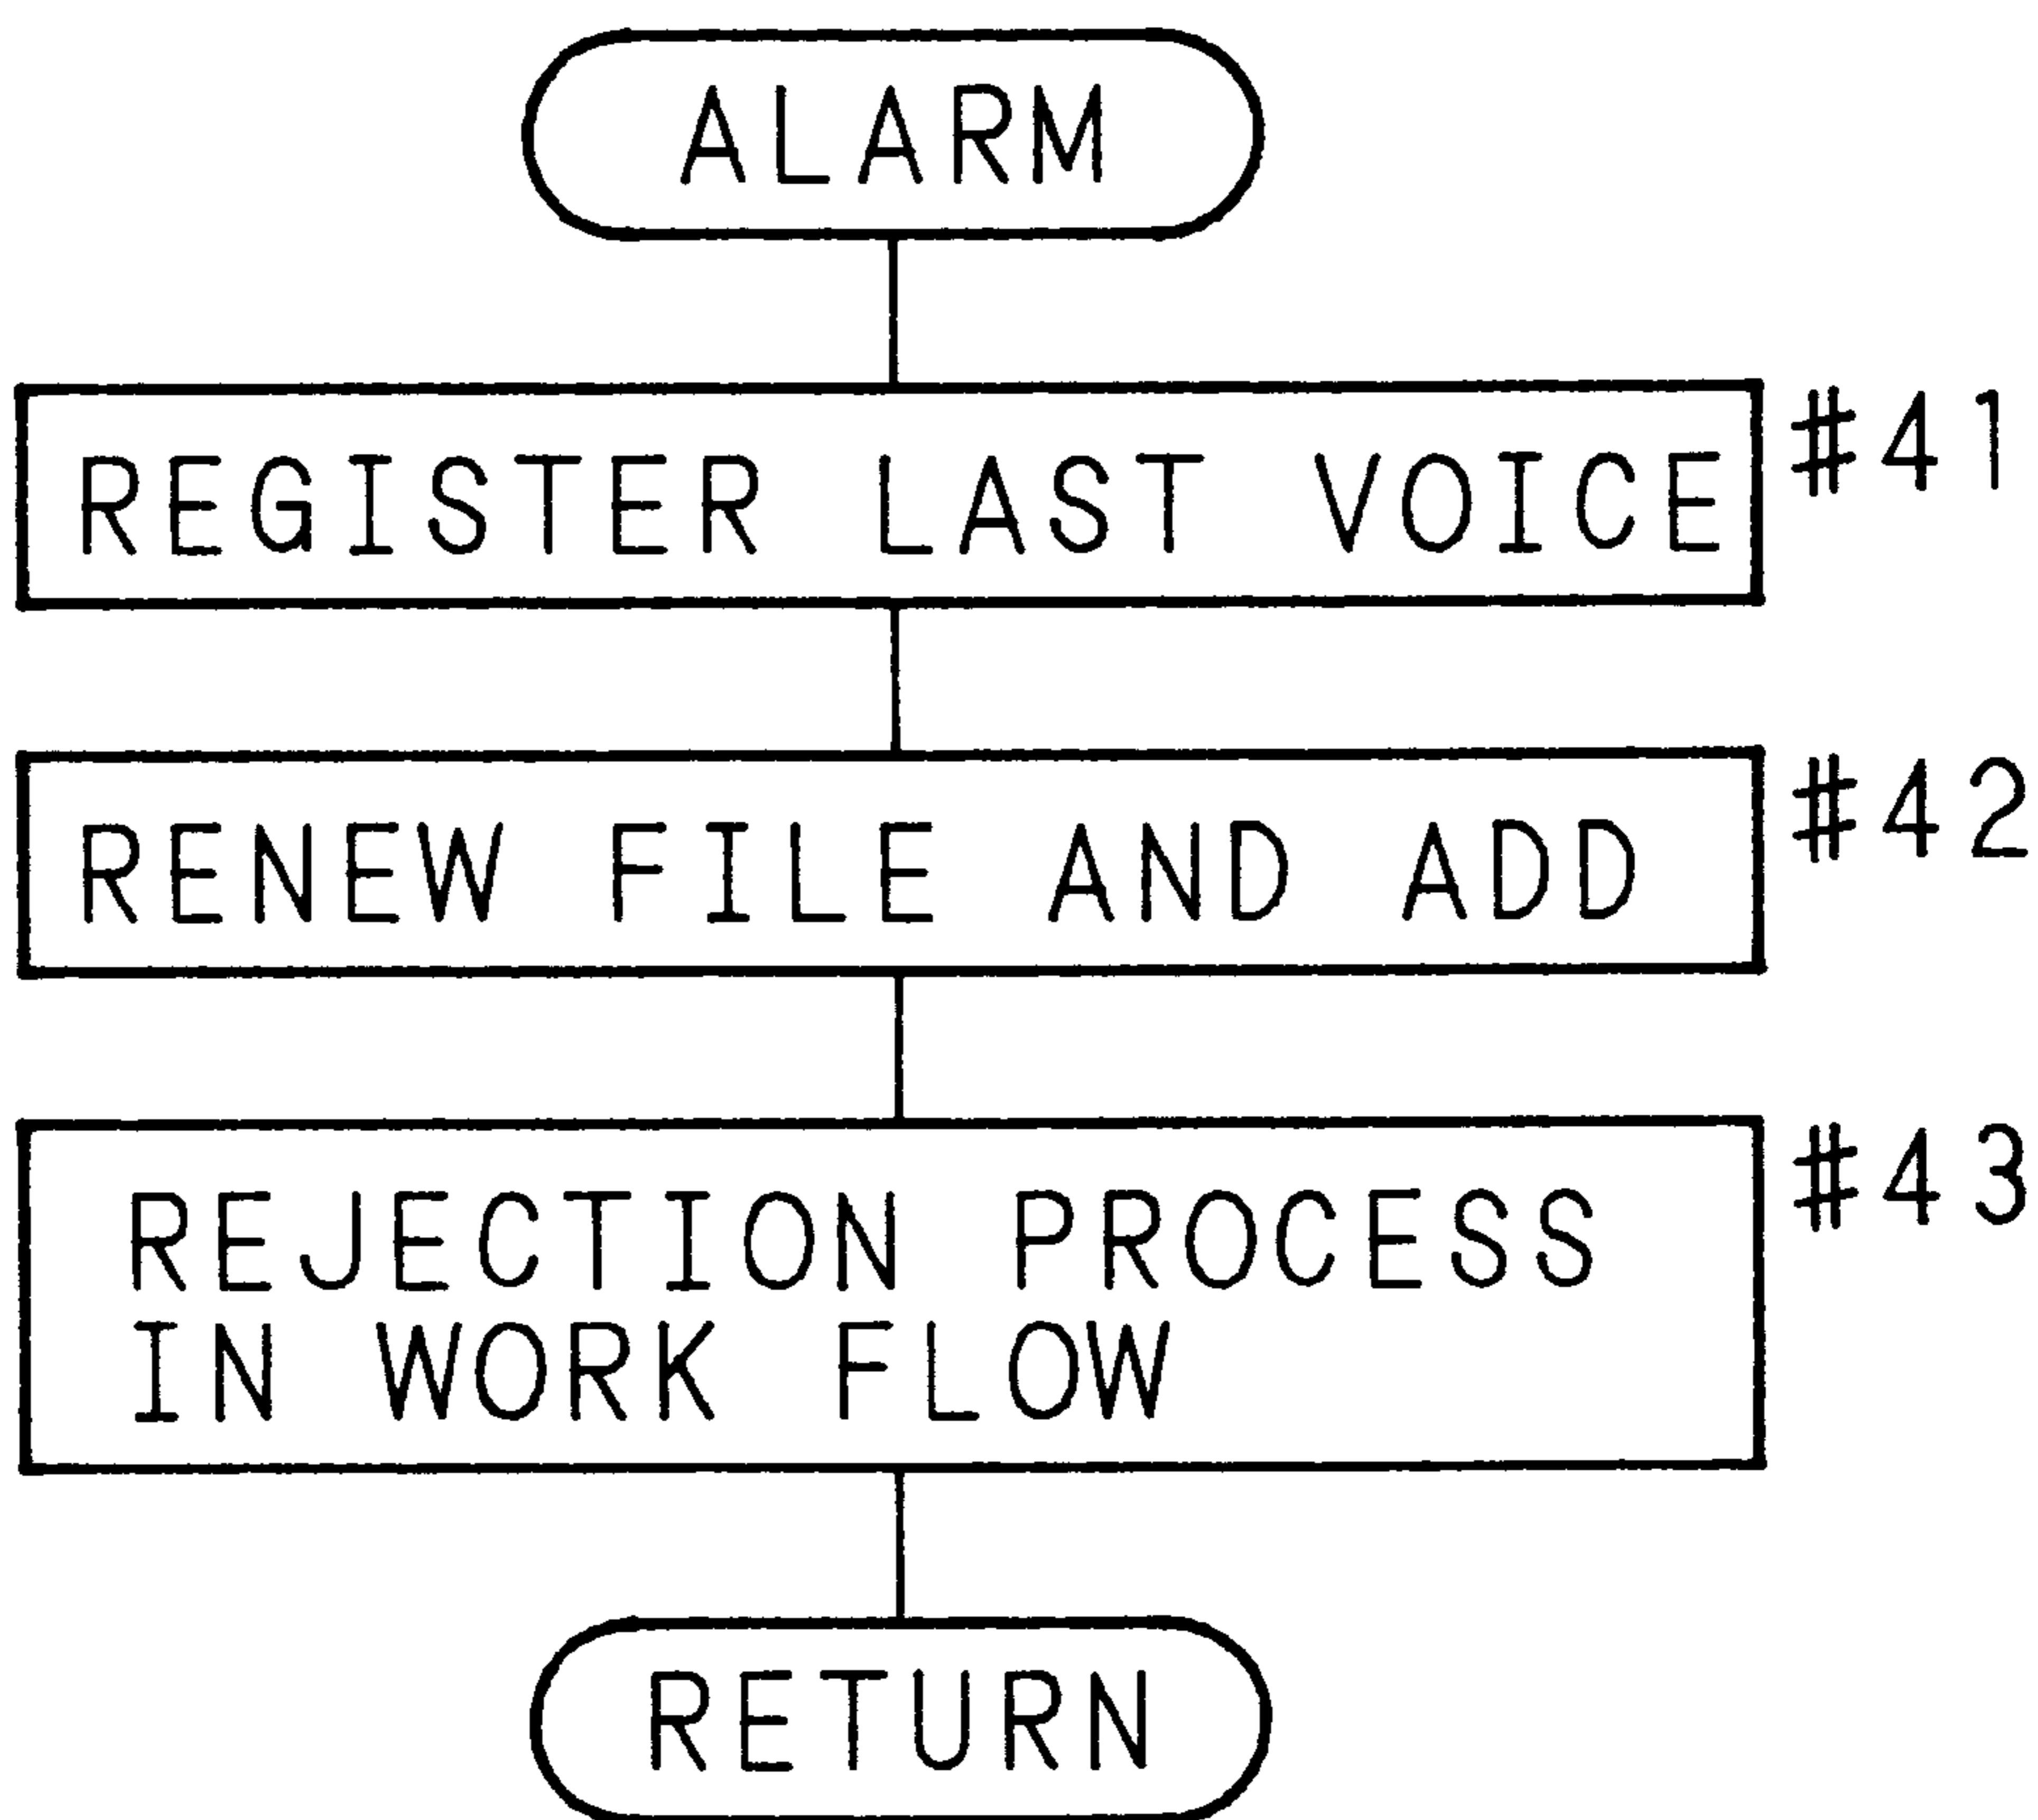 ALARM
REGISTER LAST VOICE
#41
RENEW FILE AND ADD
#42
REJECTION PROCESS
IN WORK FLOW
#43
RETURN